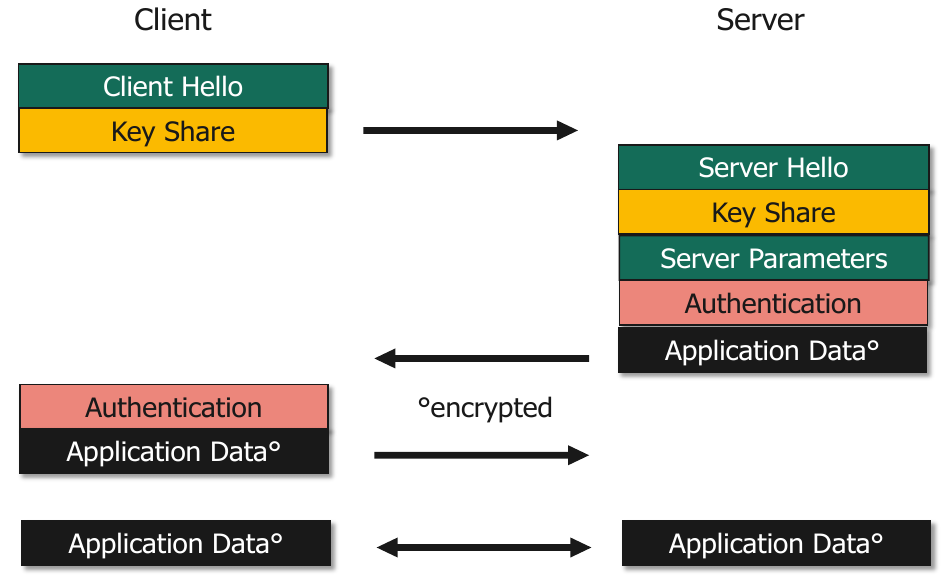 Client
Server
Client Hello
Key Share
Server Hello
Key Share
Server Parameters
Authentication
Application Data°
Authentication
°encrypted
Application Data°
Application Data°
Application Data°